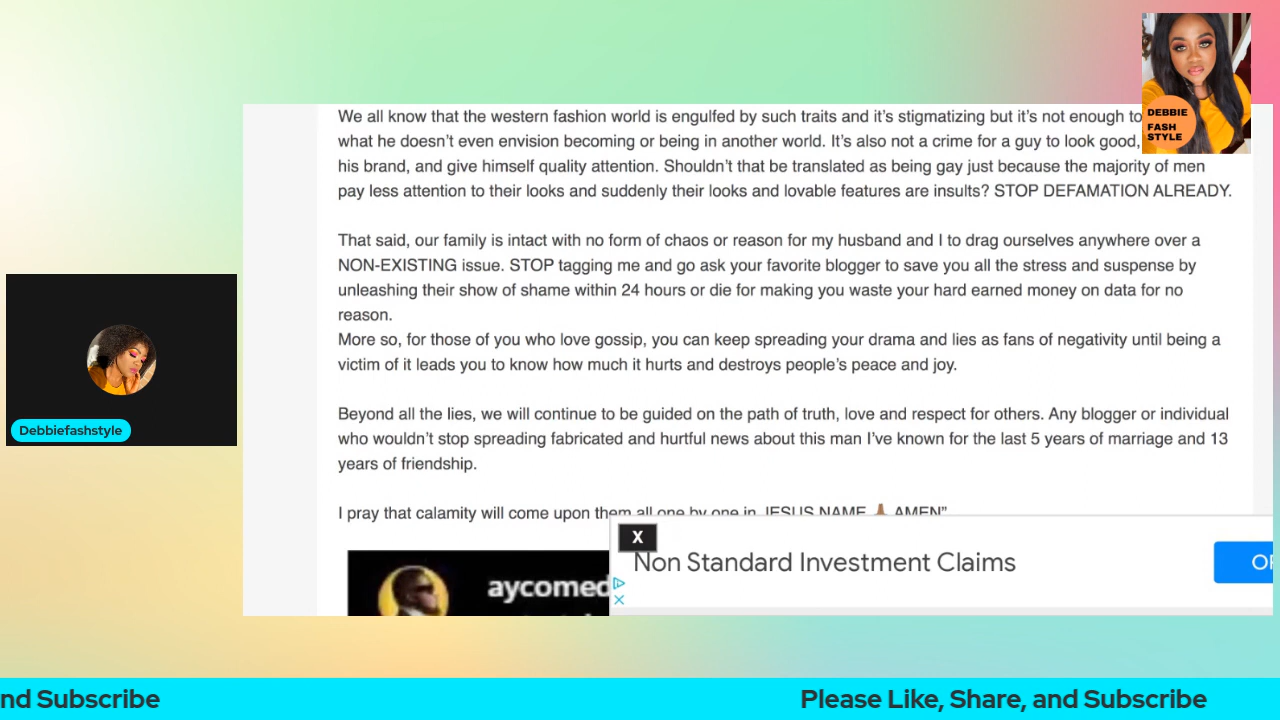 DEBBIE
FASH
STYLE
We all know that the western fashion world is engulfed by such traits and it's stigmatizing but it's not enough to
what he doesn't even envision becoming or being in another world. It's also not a crime for a guy to look good,
his brand, and give himself quality attention. Shouldn't that be translated as being gay just because the majority of men
pay less attention to their looks and suddenly their looks and lovable features are insults? STOP DEFAMATION ALREADY.
That said, our family is intact with no form of chaos or reason for my husband and I to drag ourselves anywhere over a
NON-EXISTING issue. STOP tagging me and go ask your favorite blogger to save you all the stress and suspense by
unleashing their show of shame within 24 hours or die for making you waste your hard earned money on data for no
reason.
More so, for those of you who love gossip, you can keep spreading your drama and lies as fans of negativity until being a
victim of it leads you to know how much it hurts and destroys people's peace and joy.
Beyond all the lies, we will continue to be guided on the path of truth, love and respect for others. Any blogger or individual
who wouldn't stop spreading fabricated and hurtful news about this man I've known for the last 5 years of marriage and 13
years of friendship.
I pray that calamity will come upon them all one by one in JESUS NAME 🙏🏽 AMEN”
X
Non Standard Investment Claims
aycomed
Debbiefashstyle
nd Subscribe
Please Like, Share, and Subscribe